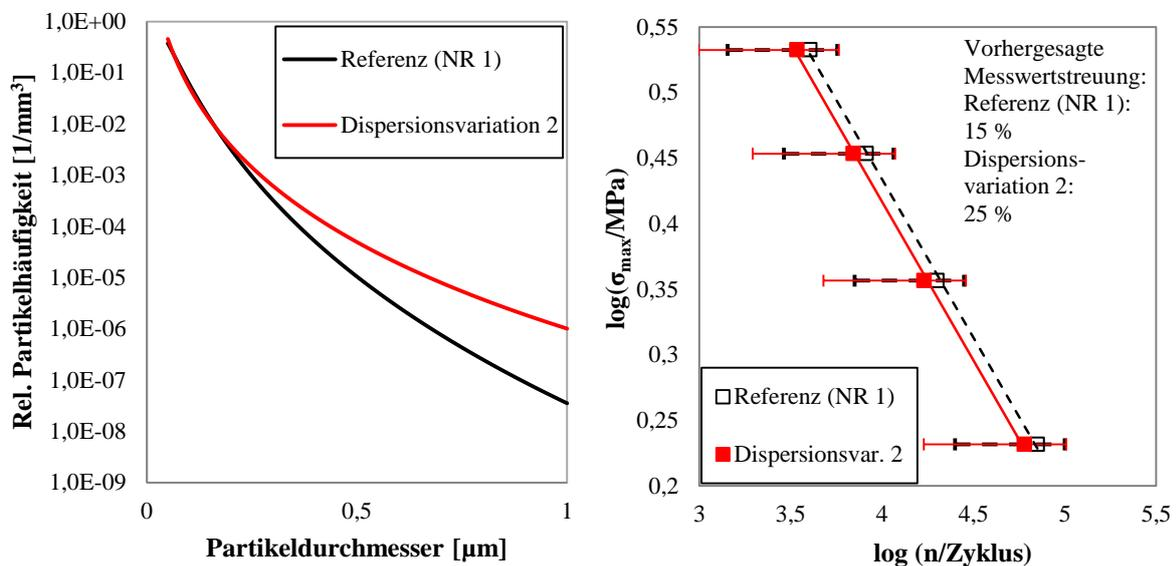 1,0E+00
1,0E-01
1,0E-02
1,0E-03
1,0E-04
1,0E-05
1,0E-06
1,0E-07
1,0E-08
1,0E-09
Rel. Partikelhäufigkeit [1/mm³]
Referenz (NR 1)
Dispersionsvariation 2
0
0,5
1
Partikeldurchmesser [µm]
0,55
0,5
0,45
0,4
0,35
0,3
0,25
0,2
log(σmax/MPa)
Vorhergesagte
Messwertstreuung:
Referenz (NR 1):
15 %
Dispersions-
variation 2:
25 %
Referenz (NR 1)
Dispersionsvar. 2
3
3,5
4
4,5
5
5,5
log (n/Zyklus)